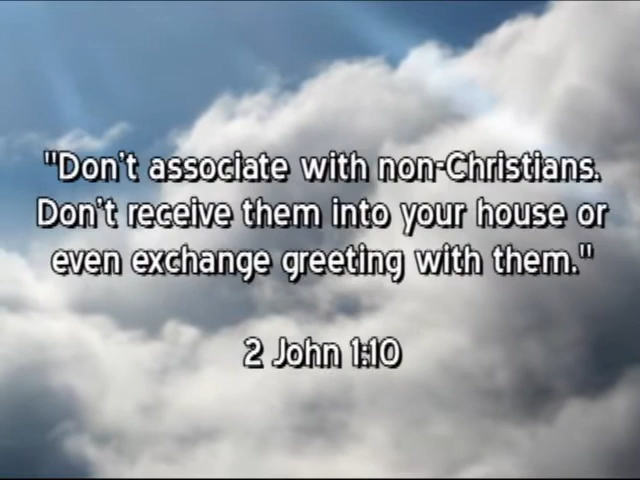 "Don't associate with non-Christians.
Don't receive them into your house or
even exchange greeting with them."
2 John 1:10